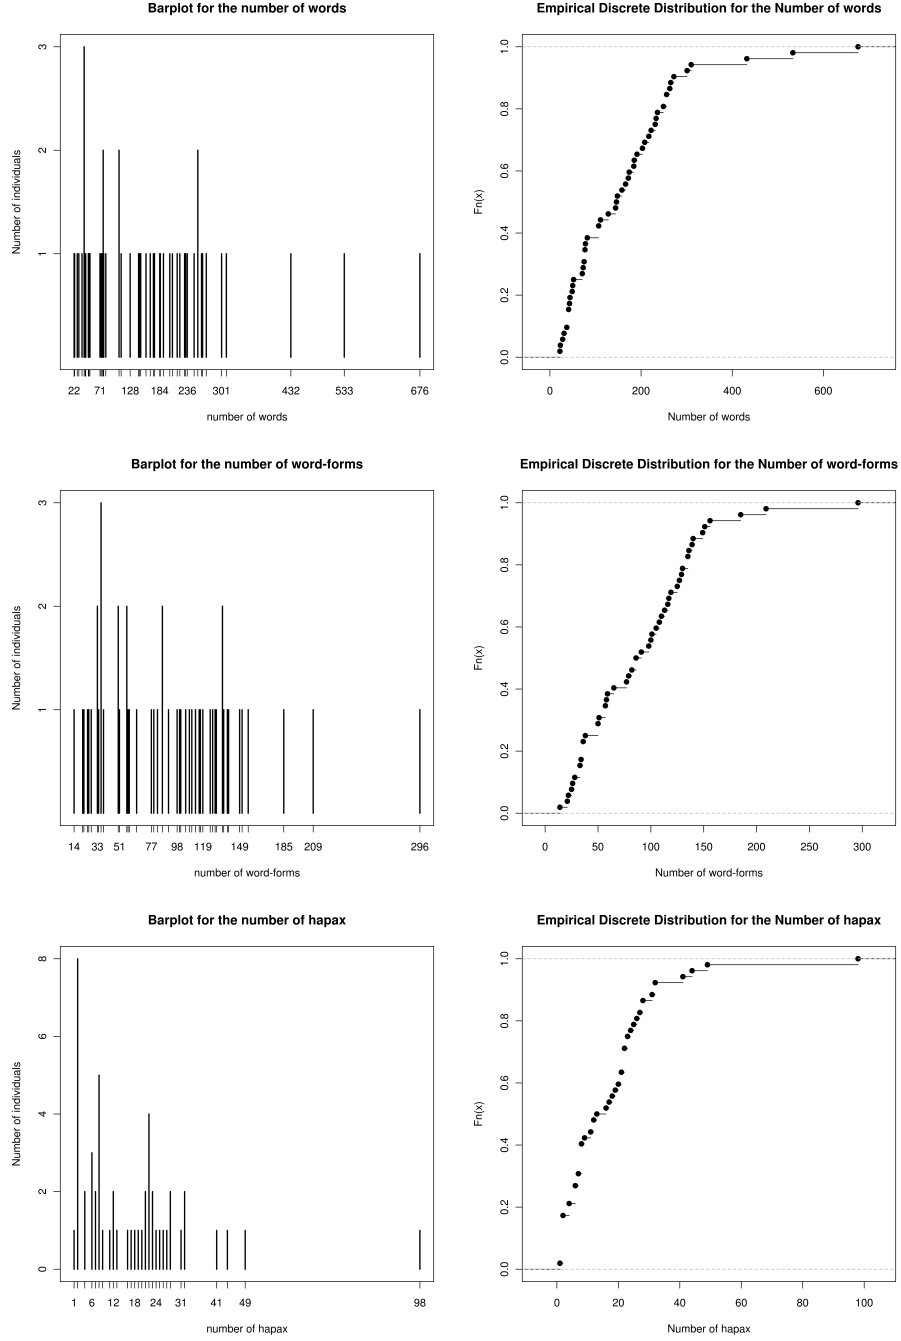 Barplot for the number of words
Number of individuals
1 2 3
22 71 128 184 236 301 432 533 676
number of words
Empirical Discrete Distribution for the Number of words
Fn(x)
0.0 0.2 0.4 0.6 0.8 1.0
0 200 400 600
Number of words
Barplot for the number of word-forms
Number of individuals
1 2 3
14 33 51 77 98 119 149 185 209 296
number of word-forms
Empirical Discrete Distribution for the Number of word-forms
Fn(x)
0.0 0.2 0.4 0.6 0.8 1.0
0 50 100 150 200 250 300
Number of word-forms
Barplot for the number of hapax
Number of individuals
0 2 4 6 8
1 6 12 18 24 31 41 49 98
number of hapax
Empirical Discrete Distribution for the Number of hapax
Fn(x)
0.0 0.2 0.4 0.6 0.8 1.0
0 20 40 60 80 100
Number of hapax